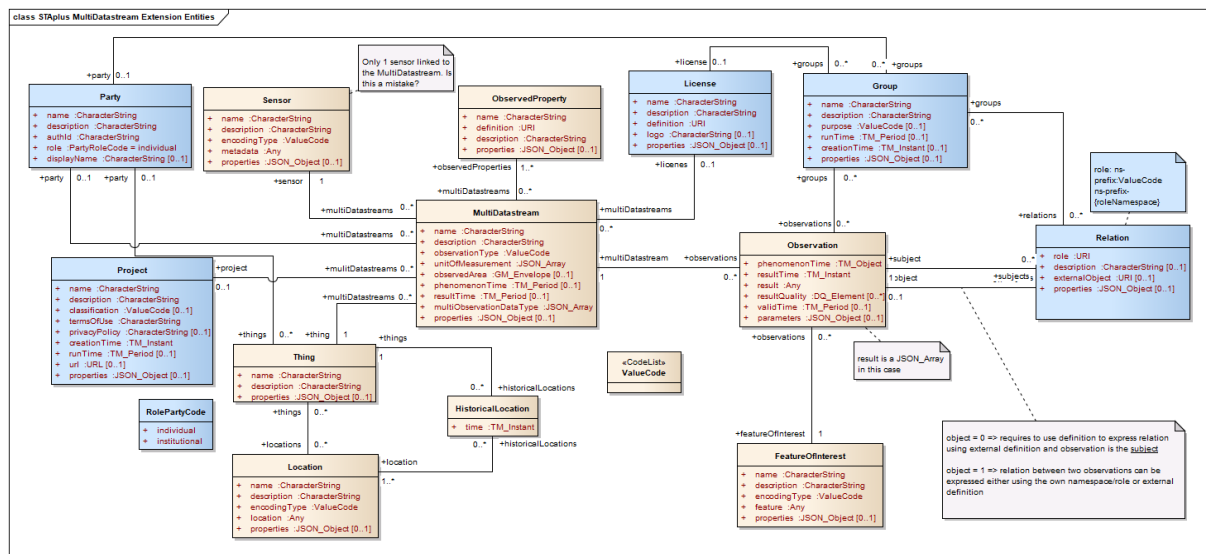 class STAplus MultiDatastream Extension Entities
+party 0..1
0..* +groups
+license 0..1
+groups 0..*
Only 1 sensor linked to
the MultiDatastream. Is
this a mistake?
Party
+ name :CharacterString
+ description :CharacterString
+ authId :CharacterString
+ role :PartyRoleCode = individual
+ displayName :CharacterString [0..1]
+party 0..1
+party 0..1
Sensor
+ name :CharacterString
+ description :CharacterString
+ encodingType :ValueCode
+ metadata :Any
+ properties :JSON_Object [0..1]
+sensor 1
ObservedProperty
+ name :CharacterString
+ definition :URI
+ description :CharacterString
+ properties :JSON_Object [0..1]
+observedProperties
1..*
+multiDatastreams 0..*
License
+ name :CharacterString
+ description :CharacterString
+ definition :URI
+ logo :CharacterString [0..1]
+ properties :JSON_Object [0..1]
+licenses 0..1
Group
+ name :CharacterString
+ description :CharacterString
+ purpose :ValueCode [0..1]
+ runTime :TM_Period [0..1]
+ creationTime :TM_Instant [0..1]
+ properties :JSON_Object [0..1]
+groups
0..*
+groups 0..*
role: ns-
prefix:ValueCode
ns-prefix-
{roleNamespace}
+relations 0..*
0..*
+multiDatastreams
0..*
+multiDatastreams
+multiDatastreams
0..*
+observations 0..*
MultiDatastream
+ name :CharacterString
+ description :CharacterString
+ observationType :ValueCode
+ unitOfMeasurement :JSON_Array
+ observedArea :GM_Envelope [0..1]
+ phenomenonTime :TM_Period [0..1]
+ resultTime :TM_Period [0..1]
+ multiObservationDataType :JSON_Array
+ properties :JSON_Object [0..1]
+multiDatastream
1
+observations
0..*
Observation
+ phenomenonTime :TM_Object
+ resultTime :TM_Instant
+ result :Any
+ resultQuality :DQ_Element [0..*]
+ validTime :TM_Period [0..1]
+ parameters :JSON_Object [0..1]
+observations
0..*
+subject
1
0..*
0..1
Relation
+ role :URI
+ description :CharacterString [0..1]
+ externalObject :URI [0..1]
+ properties :JSON_Object [0..1]
Project
+ name :CharacterString
+ description :CharacterString
+ classification :ValueCode [0..1]
+ termsOfUse :CharacterString
+ privacyPolicy :CharacterString [0..1]
+ creationTime :TM_Instant
+ runTime :TM_Period [0..1]
+ url :URL [0..1]
+ properties :JSON_Object [0..1]
+project
0..1
+mulitDatastreams
0..*
+multiDatastreams 0..*
+things 0..*
+thing 1
+things
1
Thing
+ name :CharacterString
+ description :CharacterString
+ properties :JSON_Object [0..1]
+things 0..*
0..*
+historicalLocations
HistoricalLocation
+ time :TM_Instant
0..* +historicalLocations
«CodeList»
ValueCode
result is a JSON_Array
in this case
RolePartyCode
+ individual
+ institutional
+locations 0..*
+location
1..*
Location
+ name :CharacterString
+ description :CharacterString
+ encodingType :ValueCode
+ location :Any
+ properties :JSON_Object [0..1]
+featureOfInterest 1
FeatureOfInterest
+ name :CharacterString
+ description :CharacterString
+ encodingType :ValueCode
+ feature :Any
+ properties :JSON_Object [0..1]
object = 0 => requires to use definition to express relation
using external definition and observation is the subject
object = 1 => relation between two observations can be
expressed either using the own namespace/role or external
definition